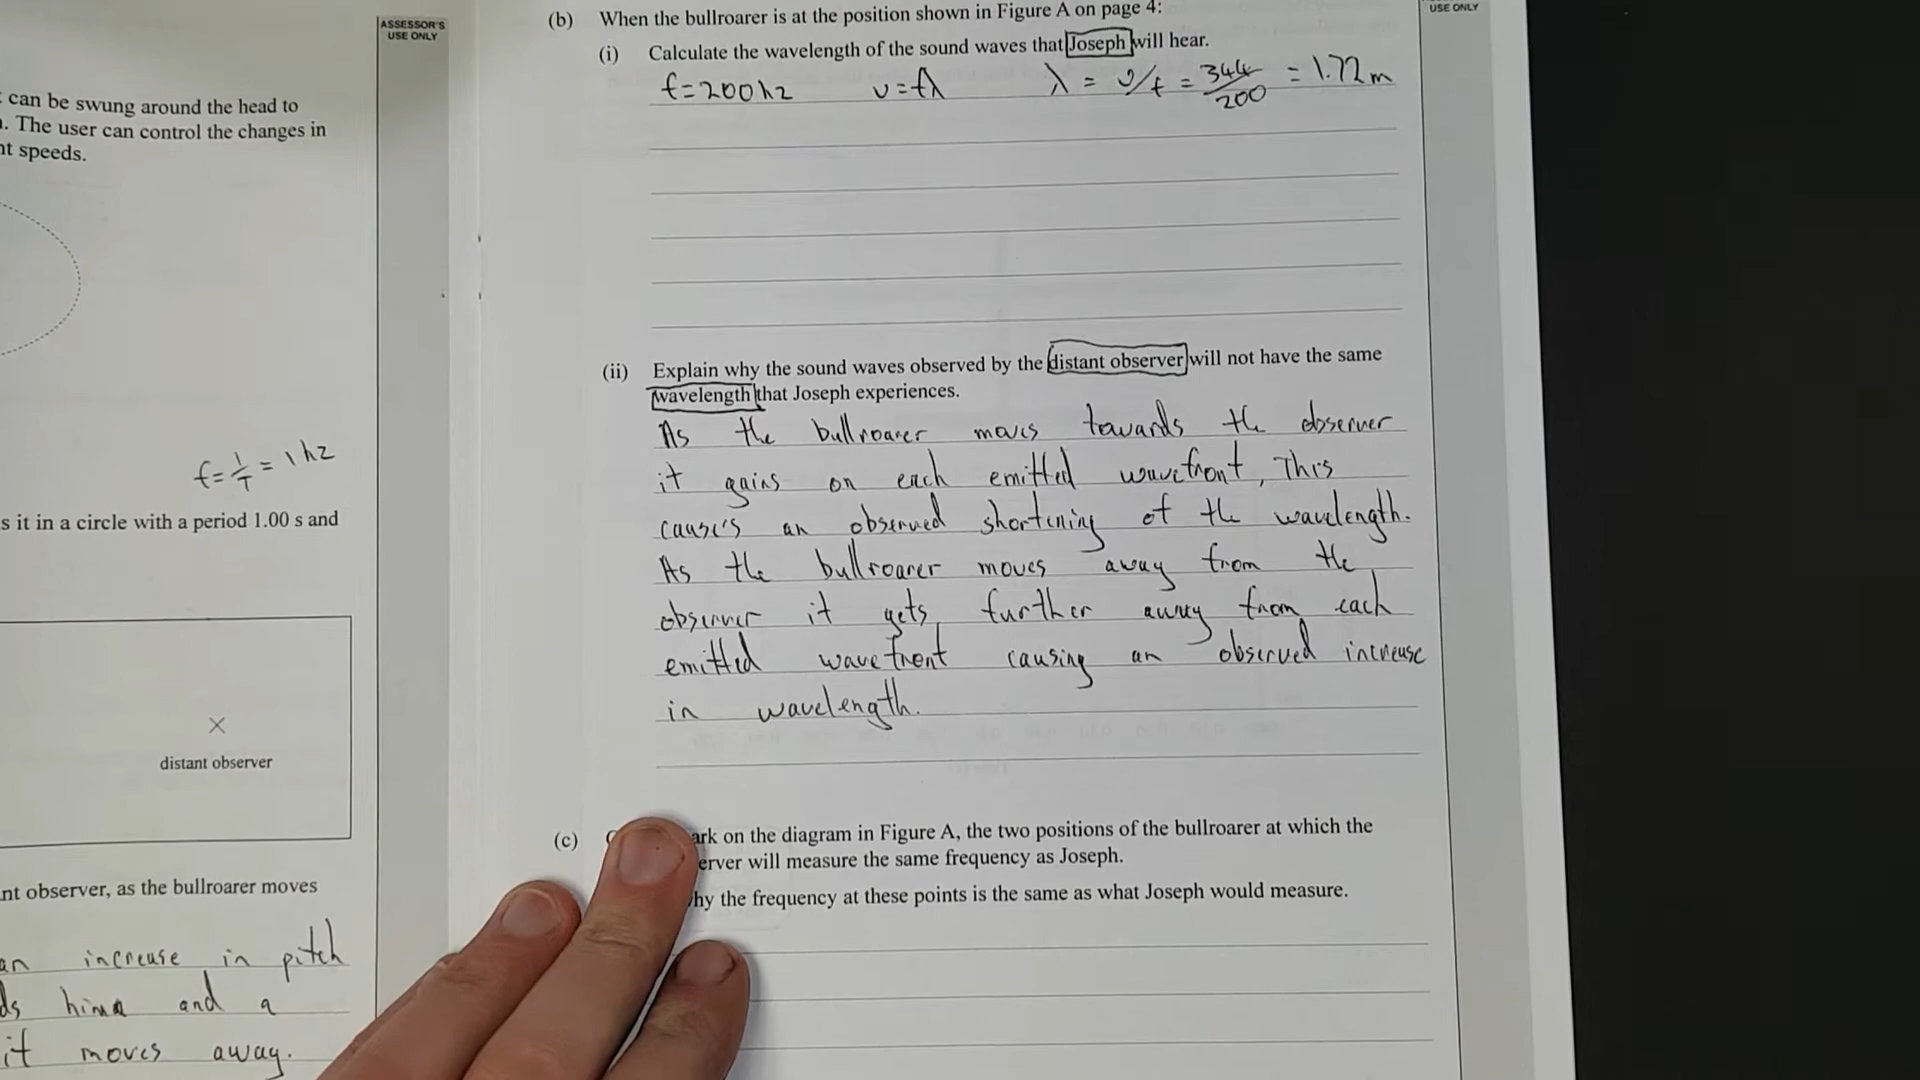 ASSESSOR'S
USE ONLY
can be swung around the head to
. The user can control the changes in
nt speeds.
f=1/T = 1hz
s it in a circle with a period 1.00 s and
distant observer
nt observer, as the bullroarer moves
an increase in pitch
ds him and a
it moves away.
USE ONLY
(b) When the bullroarer is at the position shown in Figure A on page 4:
(i) Calculate the wavelength of the sound waves that Joseph will hear.
f=200hz v=fλ λ = v/f = 344/200 = 1.72m
(ii) Explain why the sound waves observed by the distant observer will not have the same
wavelength that Joseph experiences.
As the bullroarer moves towards the observer
it gains on each emitted wavefront, This
cause's an observed shortening of the wavelength.
As the bullroarer moves away from the
observer it gets further away from each
emitted wavefront causing an observed increase
in wavelength.
(c) ark on the diagram in Figure A, the two positions of the bullroarer at which the
erver will measure the same frequency as Joseph.
hy the frequency at these points is the same as what Joseph would measure.